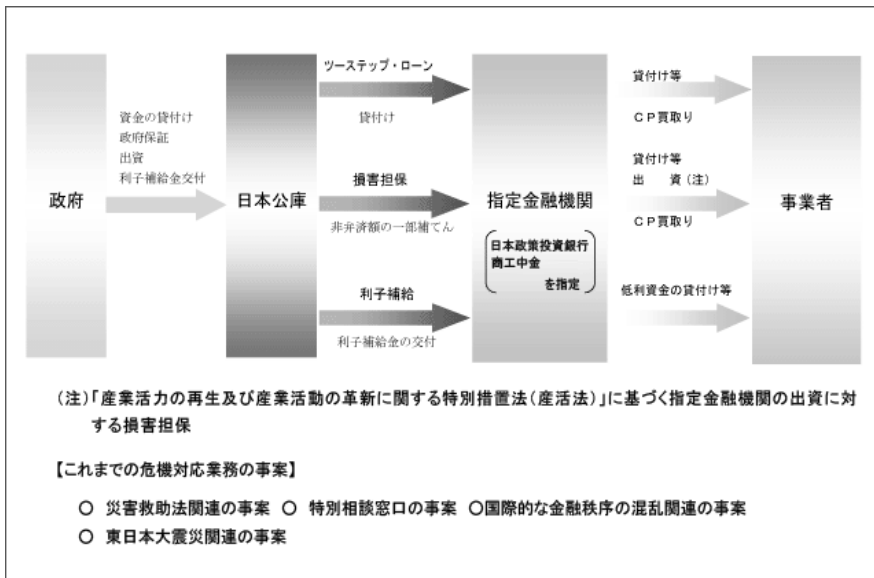 政府
資金の貸付け
政府保証
出資
利子補給金交付
日本公庫
ツーステップ・ローン
貸付け
損害担保
非弁済額の一部補てん
利子補給
利子補給金の交付
指定金融機関
日本政策投資銀行
商工中金
を指定
貸付け等
ＣＰ買取り
貸付け等
出　資（注）
ＣＰ買取り
低利資金の貸付け等
事業者
（注）「産業活力の再生及び産業活動の革新に関する特別措置法（産活法）」に基づく指定金融機関の出資に対
する損害担保
【これまでの危機対応業務の事案】
○ 災害救助法関連の事案 ○ 特別相談窓口の事案 ○国際的な金融秩序の混乱関連の事案
○ 東日本大震災関連の事案